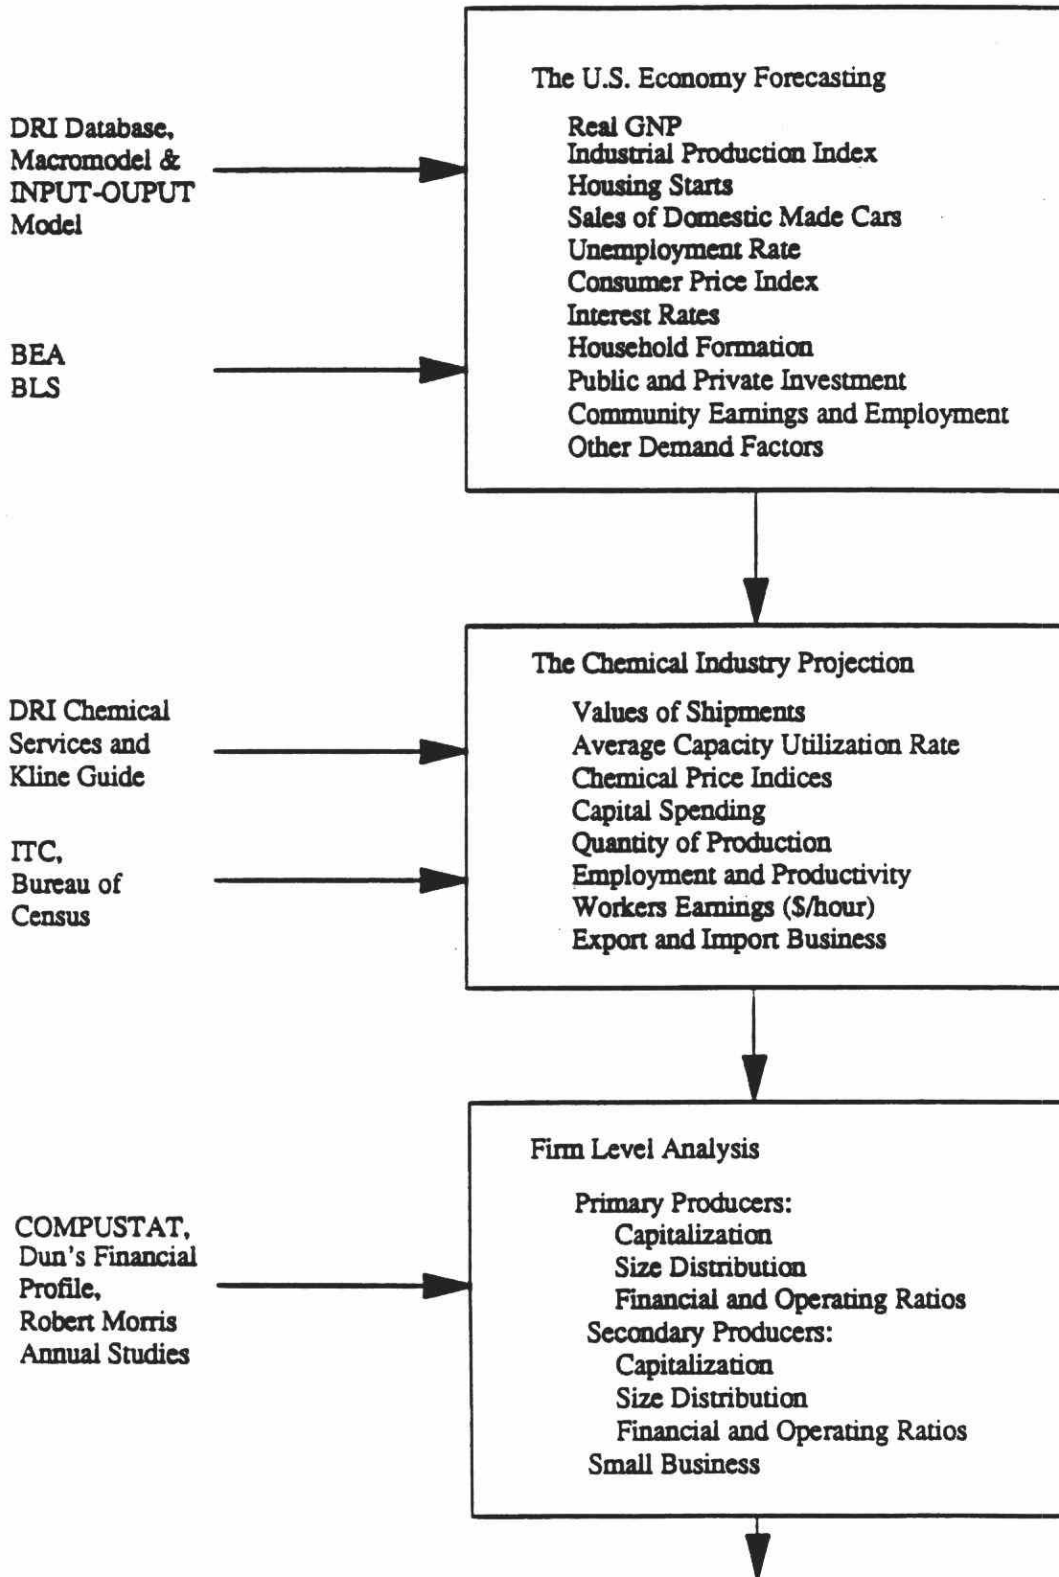 The U.S. Economy Forecasting
DRI Database,
Macromodel &
INPUT-OUPUT
Model
Real GNP
Industrial Production Index
Housing Starts
Sales of Domestic Made Cars
Unemployment Rate
Consumer Price Index
Interest Rates
Household Formation
Public and Private Investment
Community Earnings and Employment
Other Demand Factors
BEA
BLS
The Chemical Industry Projection
DRI Chemical
Services and
Kline Guide
Values of Shipments
Average Capacity Utilization Rate
Chemical Price Indices
Capital Spending
Quantity of Production
Employment and Productivity
Workers Earnings ($/hour)
Export and Import Business
ITC,
Bureau of
Census
Firm Level Analysis
Primary Producers:
Capitalization
Size Distribution
Financial and Operating Ratios
Secondary Producers:
Capitalization
Size Distribution
Financial and Operating Ratios
Small Business
COMPUSTAT,
Dun's Financial
Profile,
Robert Morris
Annual Studies